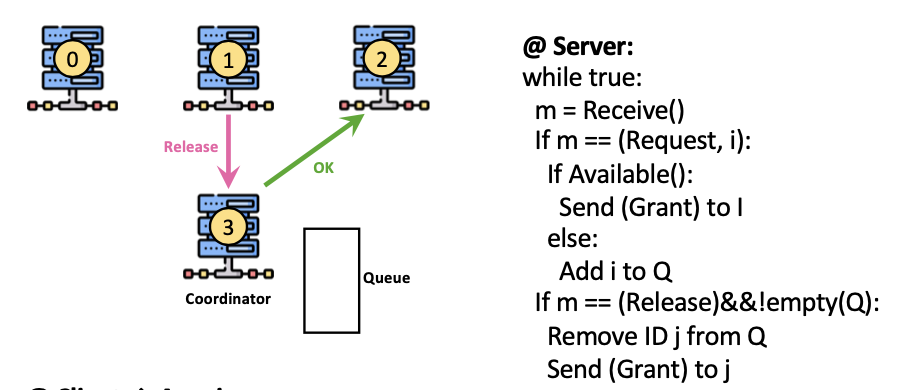 0
1
2
Release
OK
3
Coordinator
Queue
@ Server:
while true:
m = Receive()
If m == (Request, i):
If Available():
Send (Grant) to I
else:
Add i to Q
If m == (Release)&&!empty(Q):
Remove ID j from Q
Send (Grant) to j